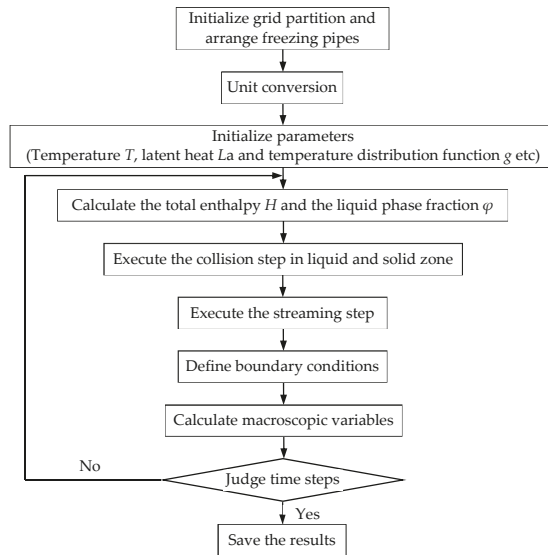 Initialize grid partition and
arrange freezing pipes
Unit conversion
Initialize parameters
(Temperature T, latent heat La and temperature distribution function g etc)
Calculate the total enthalpy H and the liquid phase fraction φ
Execute the collision step in liquid and solid zone
Execute the streaming step
Define boundary conditions
Calculate macroscopic variables
No
Judge time steps
Yes
Save the results